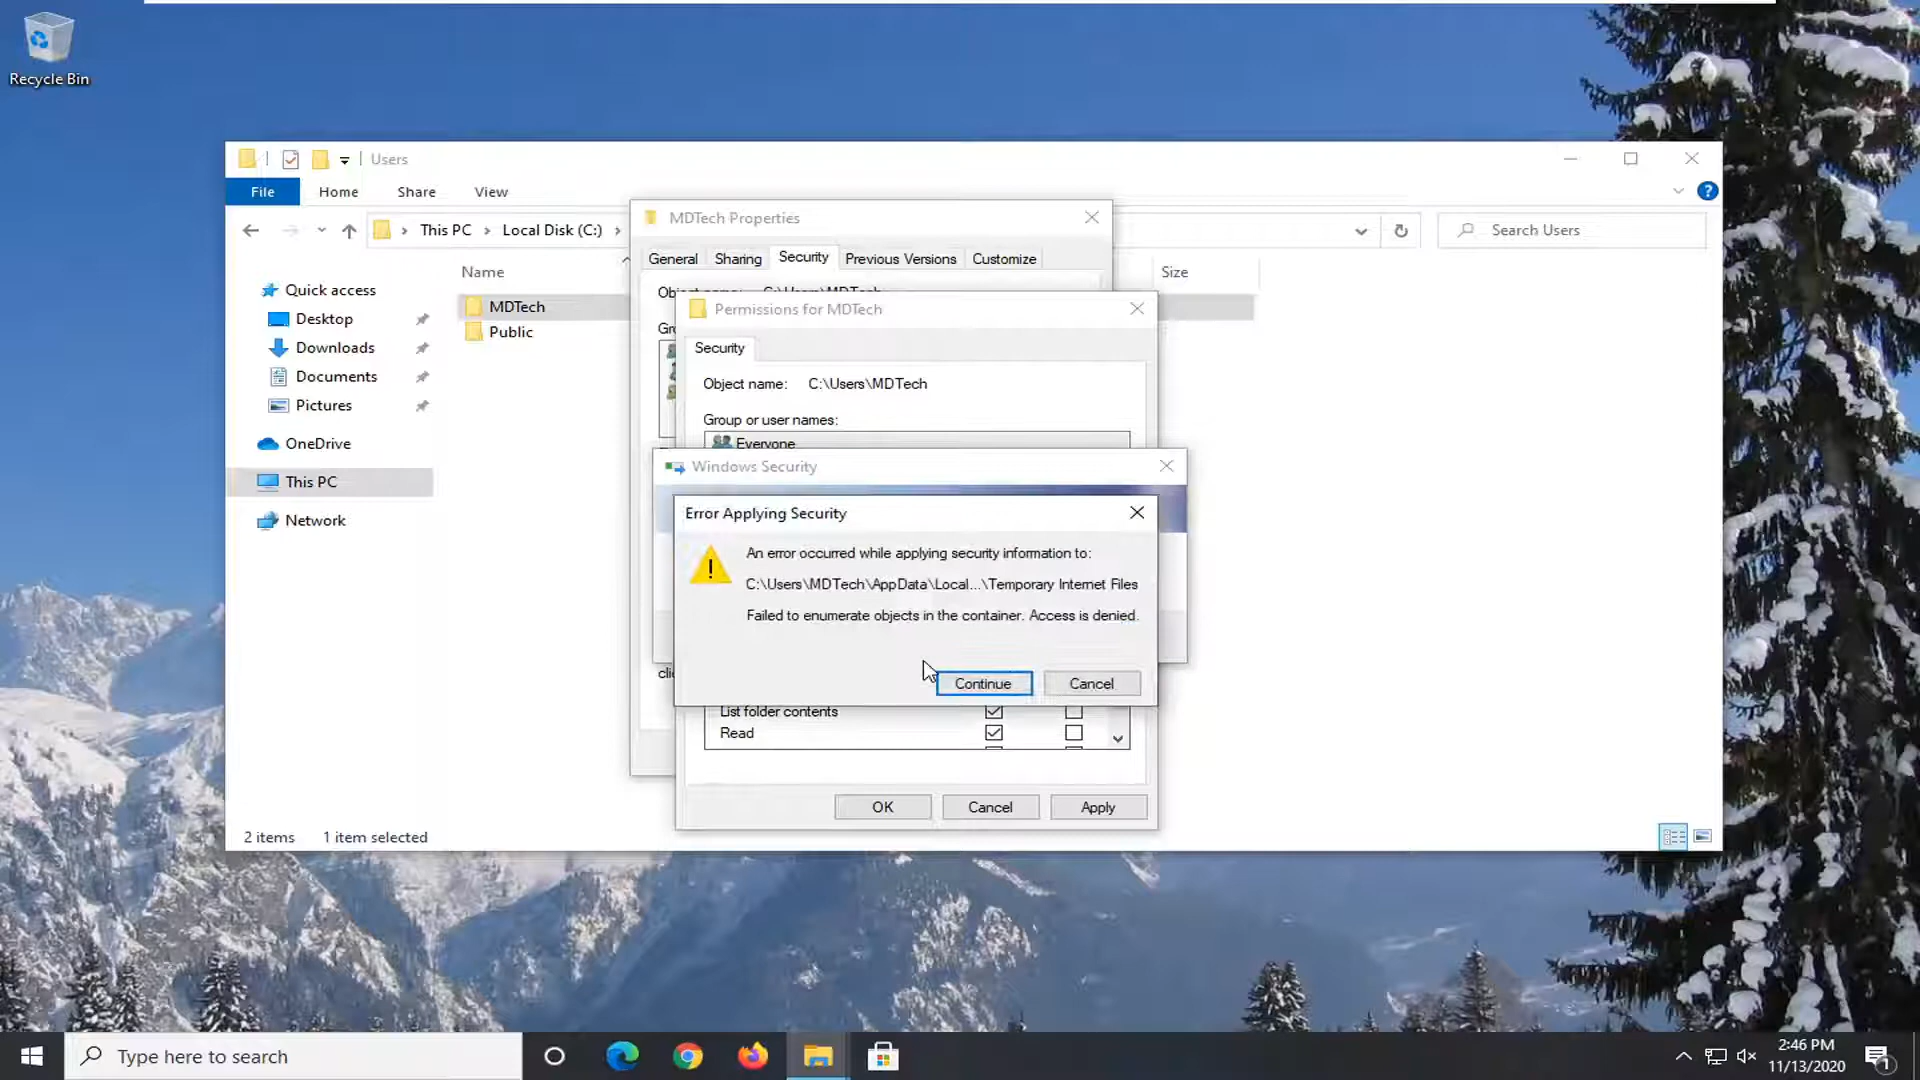 Recycle Bin
Users
File
Home
Share
View
This PC
Local Disk (C:)
Search Users
Quick access
Desktop
Downloads
Documents
Pictures
OneDrive
This PC
Network
Name
Size
MDTech
Public
MDTech Properties
General
Sharing
Security
Previous Versions
Customize
Permissions for MDTech
Security
Object name: C:\Users\MDTech
Group or user names:
Everyone
Windows Security
Error Applying Security
An error occurred while applying security information to:
C:\Users\MDTech\AppData\Local...\Temporary Internet Files
Failed to enumerate objects in the container. Access is denied.
Continue
Cancel
List folder contents
Read
OK
Cancel
Apply
2 items
1 item selected
Type here to search
2:46 PM
11/13/2020
1